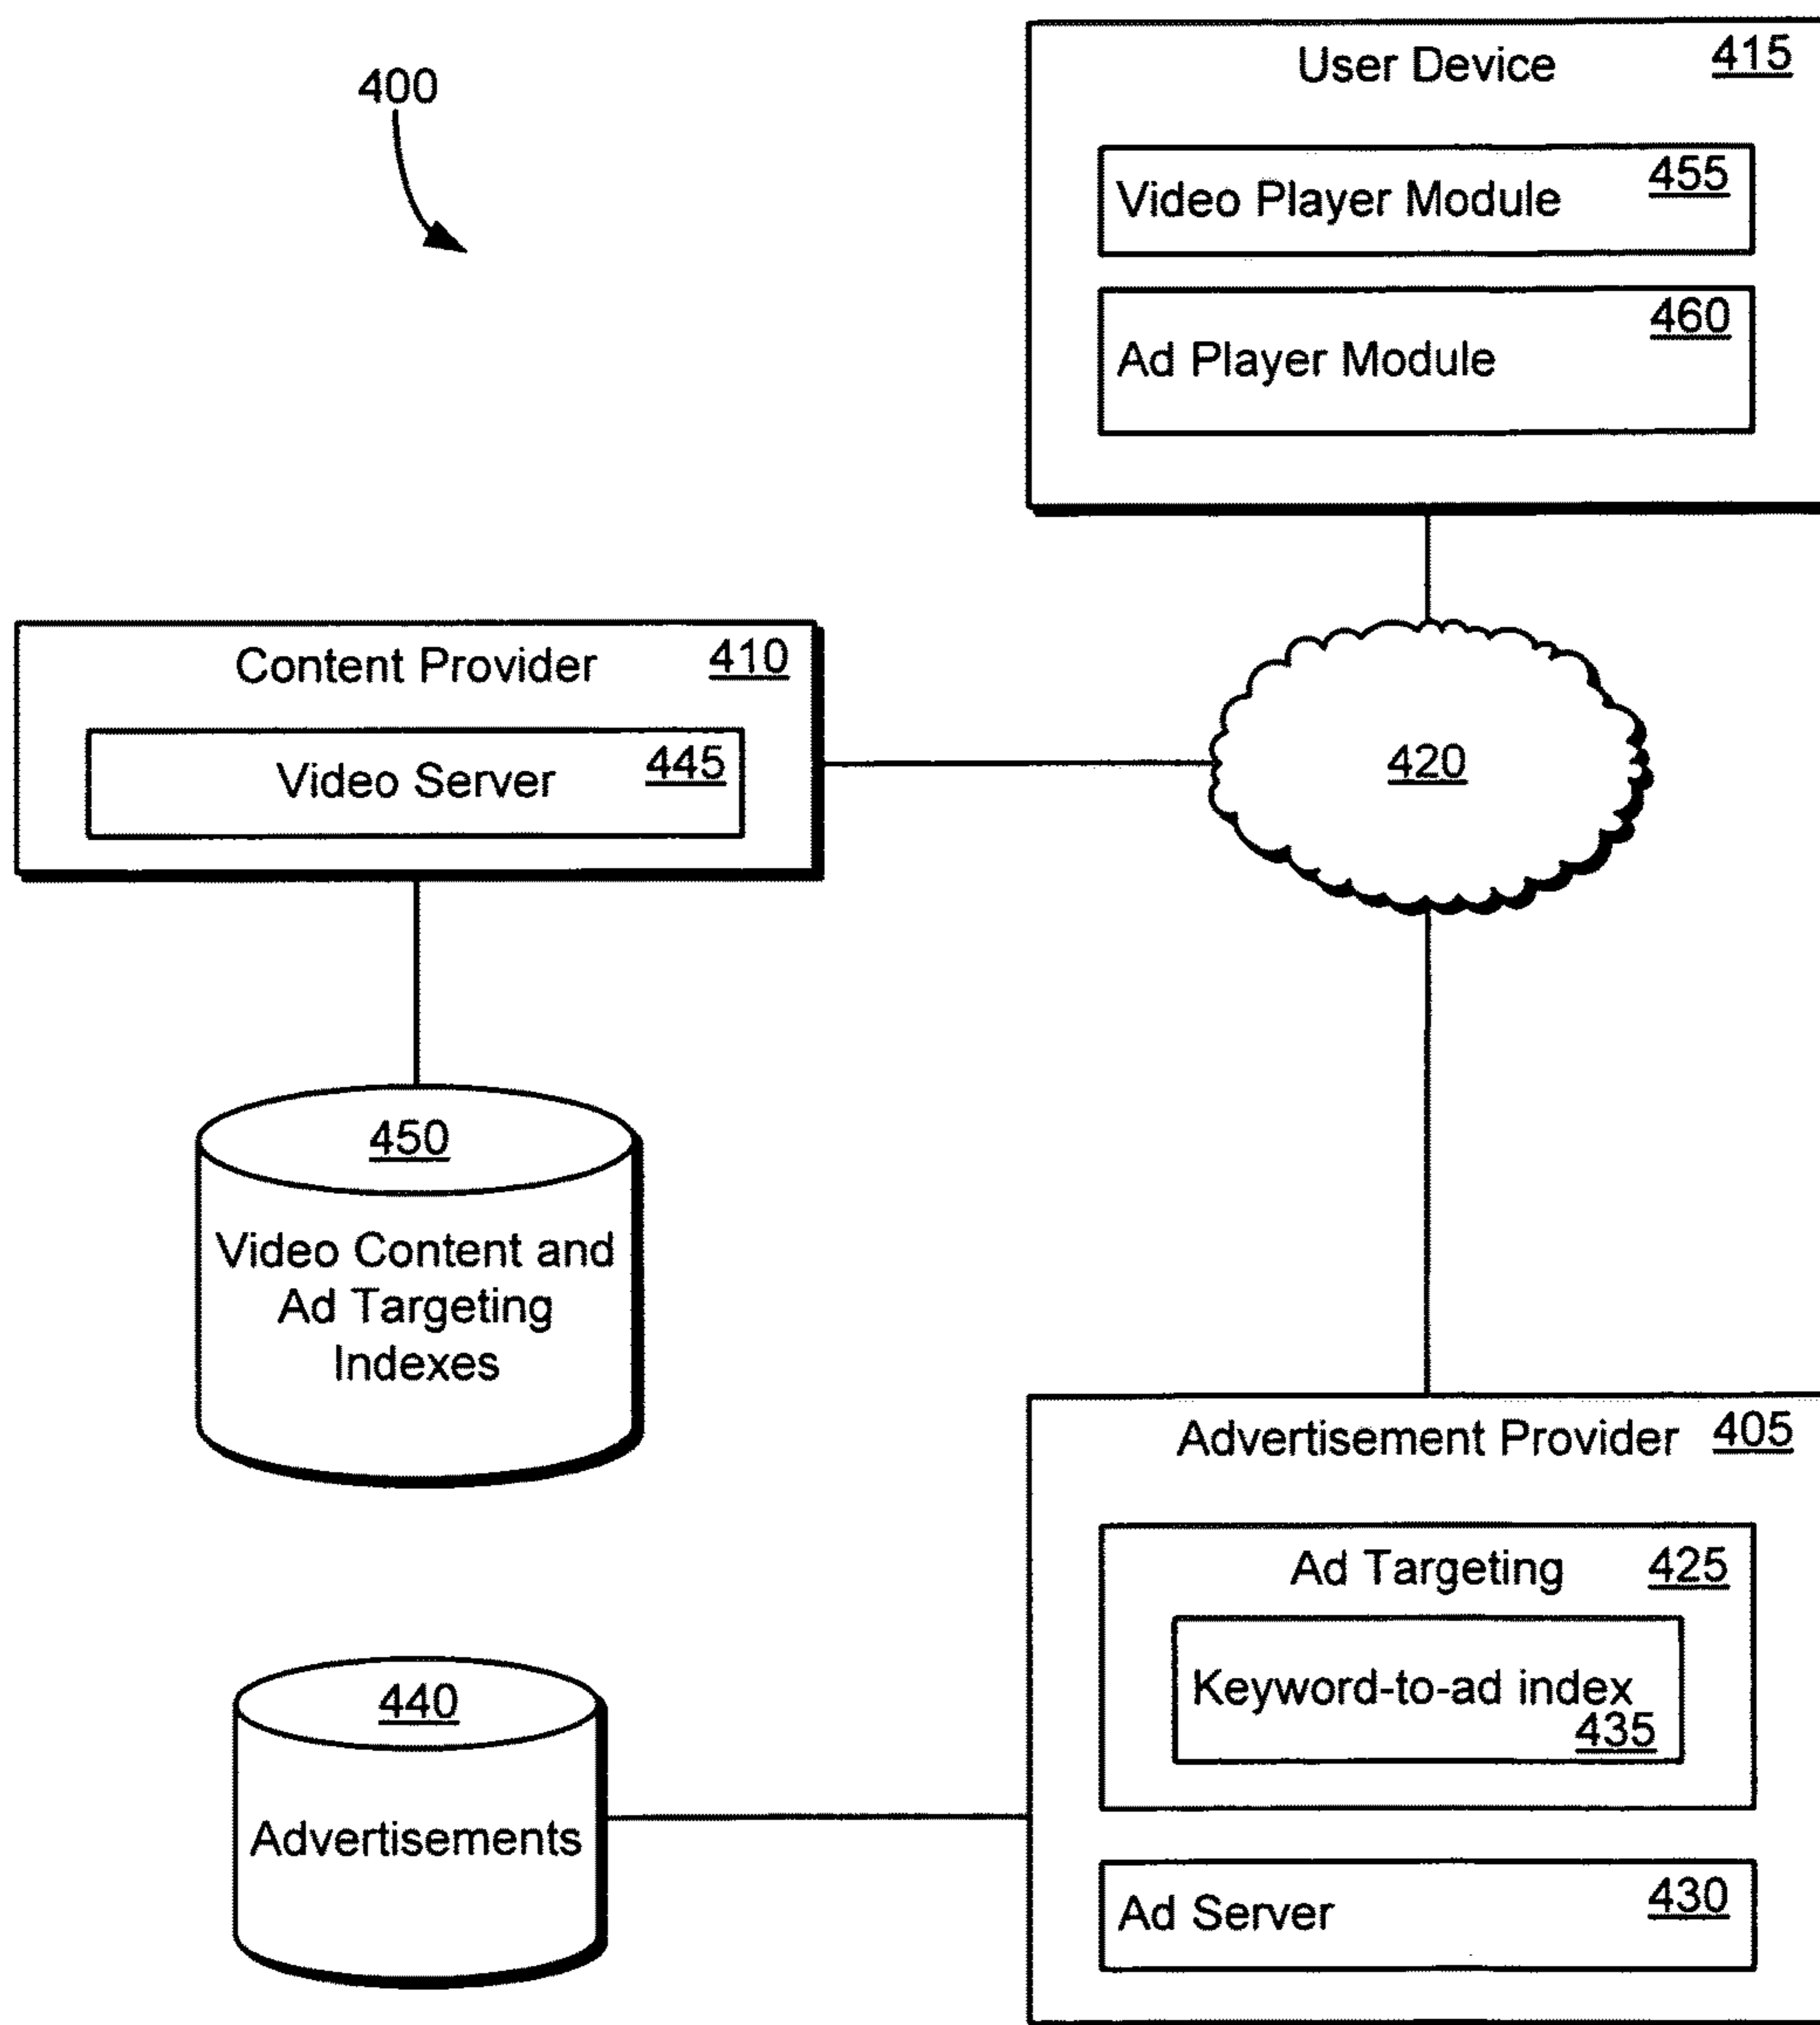 400
User Device 415
Video Player Module 455
Ad Player Module 460
Content Provider 410
Video Server 445
420
450
Video Content and
Ad Targeting
Indexes
Advertisement Provider 405
Ad Targeting 425
Keyword-to-ad index
435
440
Advertisements
Ad Server 430